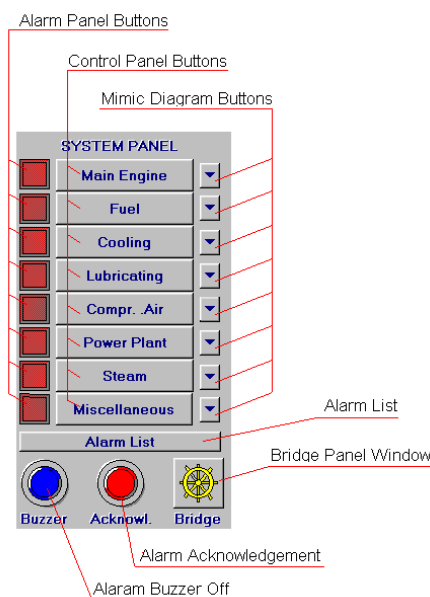 Alarm Panel Buttons
Control Panel Buttons
Mimic Diagram Buttons
SYSTEM PANEL
Main Engine
Fuel
Cooling
Lubricating
Compr. .Air
Power Plant
Steam
Miscellaneous
Alarm List
Alarm List
Bridge Panel Window
Buzzer Acknowl. Bridge
Alarm Acknowledgement
Alaram Buzzer Off